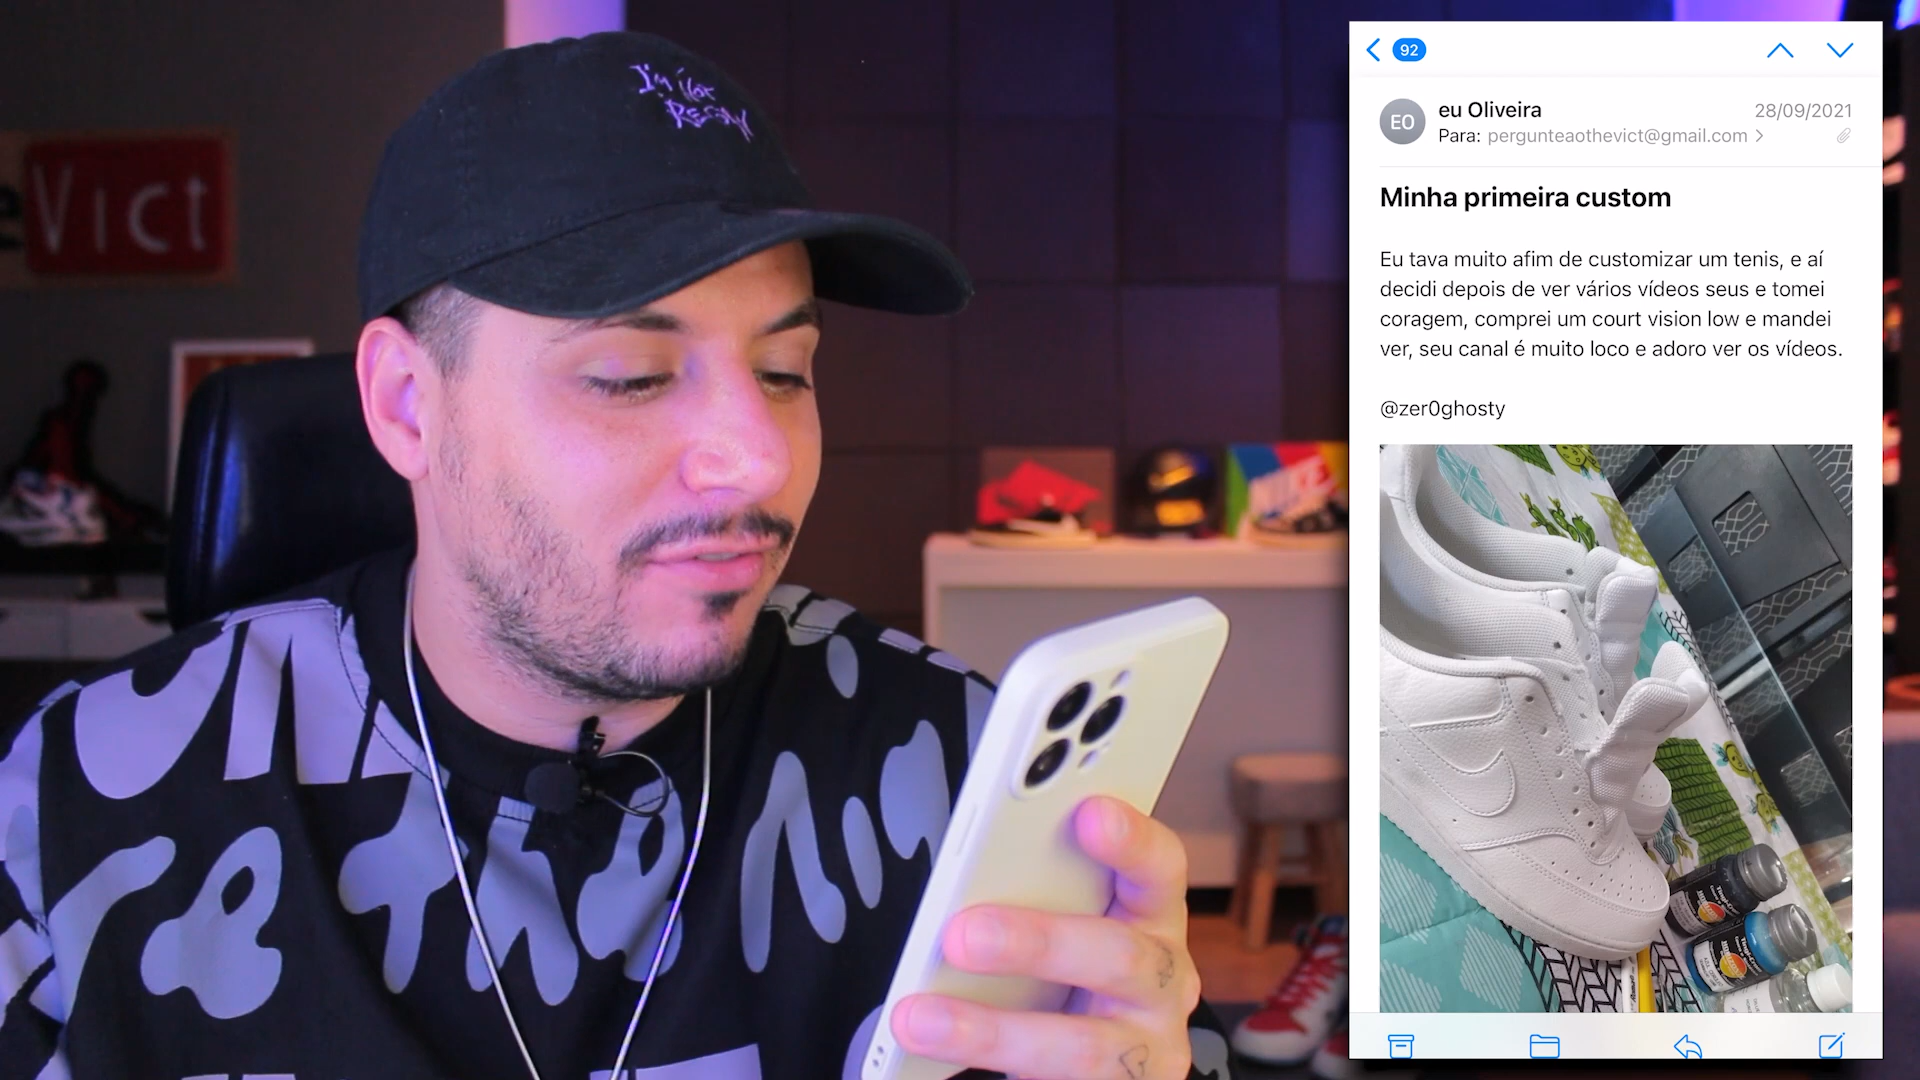 I'm Not
READY
Vict
92
EO
eu Oliveira
28/09/2021
Para: pergunteaothevict@gmail.com
Minha primeira custom
Eu tava muito afim de customizar um tenis, e aí
decidi depois de ver vários vídeos seus e tomei
coragem, comprei um court vision low e mandei
ver, seu canal é muito loco e adoro ver os vídeos.
@zer0ghosty